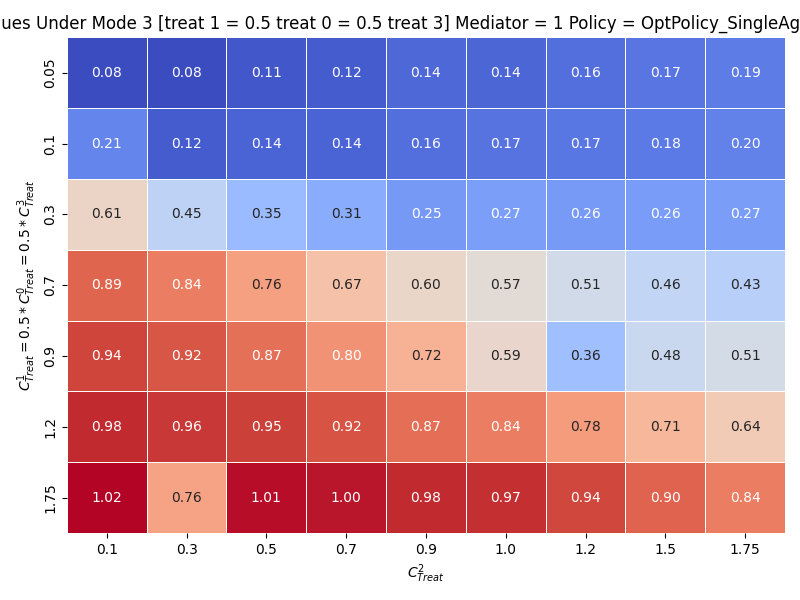 ues Under Mode 3 [treat 1 = 0.5 treat 0 = 0.5 treat 3] Mediator = 1 Policy = OptPolicy_SingleAg
0.05 0.08 0.08 0.11 0.12 0.14 0.14 0.16 0.17 0.19
0.1 0.21 0.12 0.14 0.14 0.16 0.17 0.17 0.18 0.20
0.3 0.61 0.45 0.35 0.31 0.25 0.27 0.26 0.26 0.27
0.7 0.89 0.84 0.76 0.67 0.60 0.57 0.51 0.46 0.43
0.9 0.94 0.92 0.87 0.80 0.72 0.59 0.36 0.48 0.51
1.2 0.98 0.96 0.95 0.92 0.87 0.84 0.78 0.71 0.64
1.75 1.02 0.76 1.01 1.00 0.98 0.97 0.94 0.90 0.84
0.1 0.3 0.5 0.7 0.9 1.0 1.2 1.5 1.75
$C^2_{Treat}$
$C^1_{Treat} = 0.5 * C^0_{Treat} = 0.5 * C^3_{Treat}$